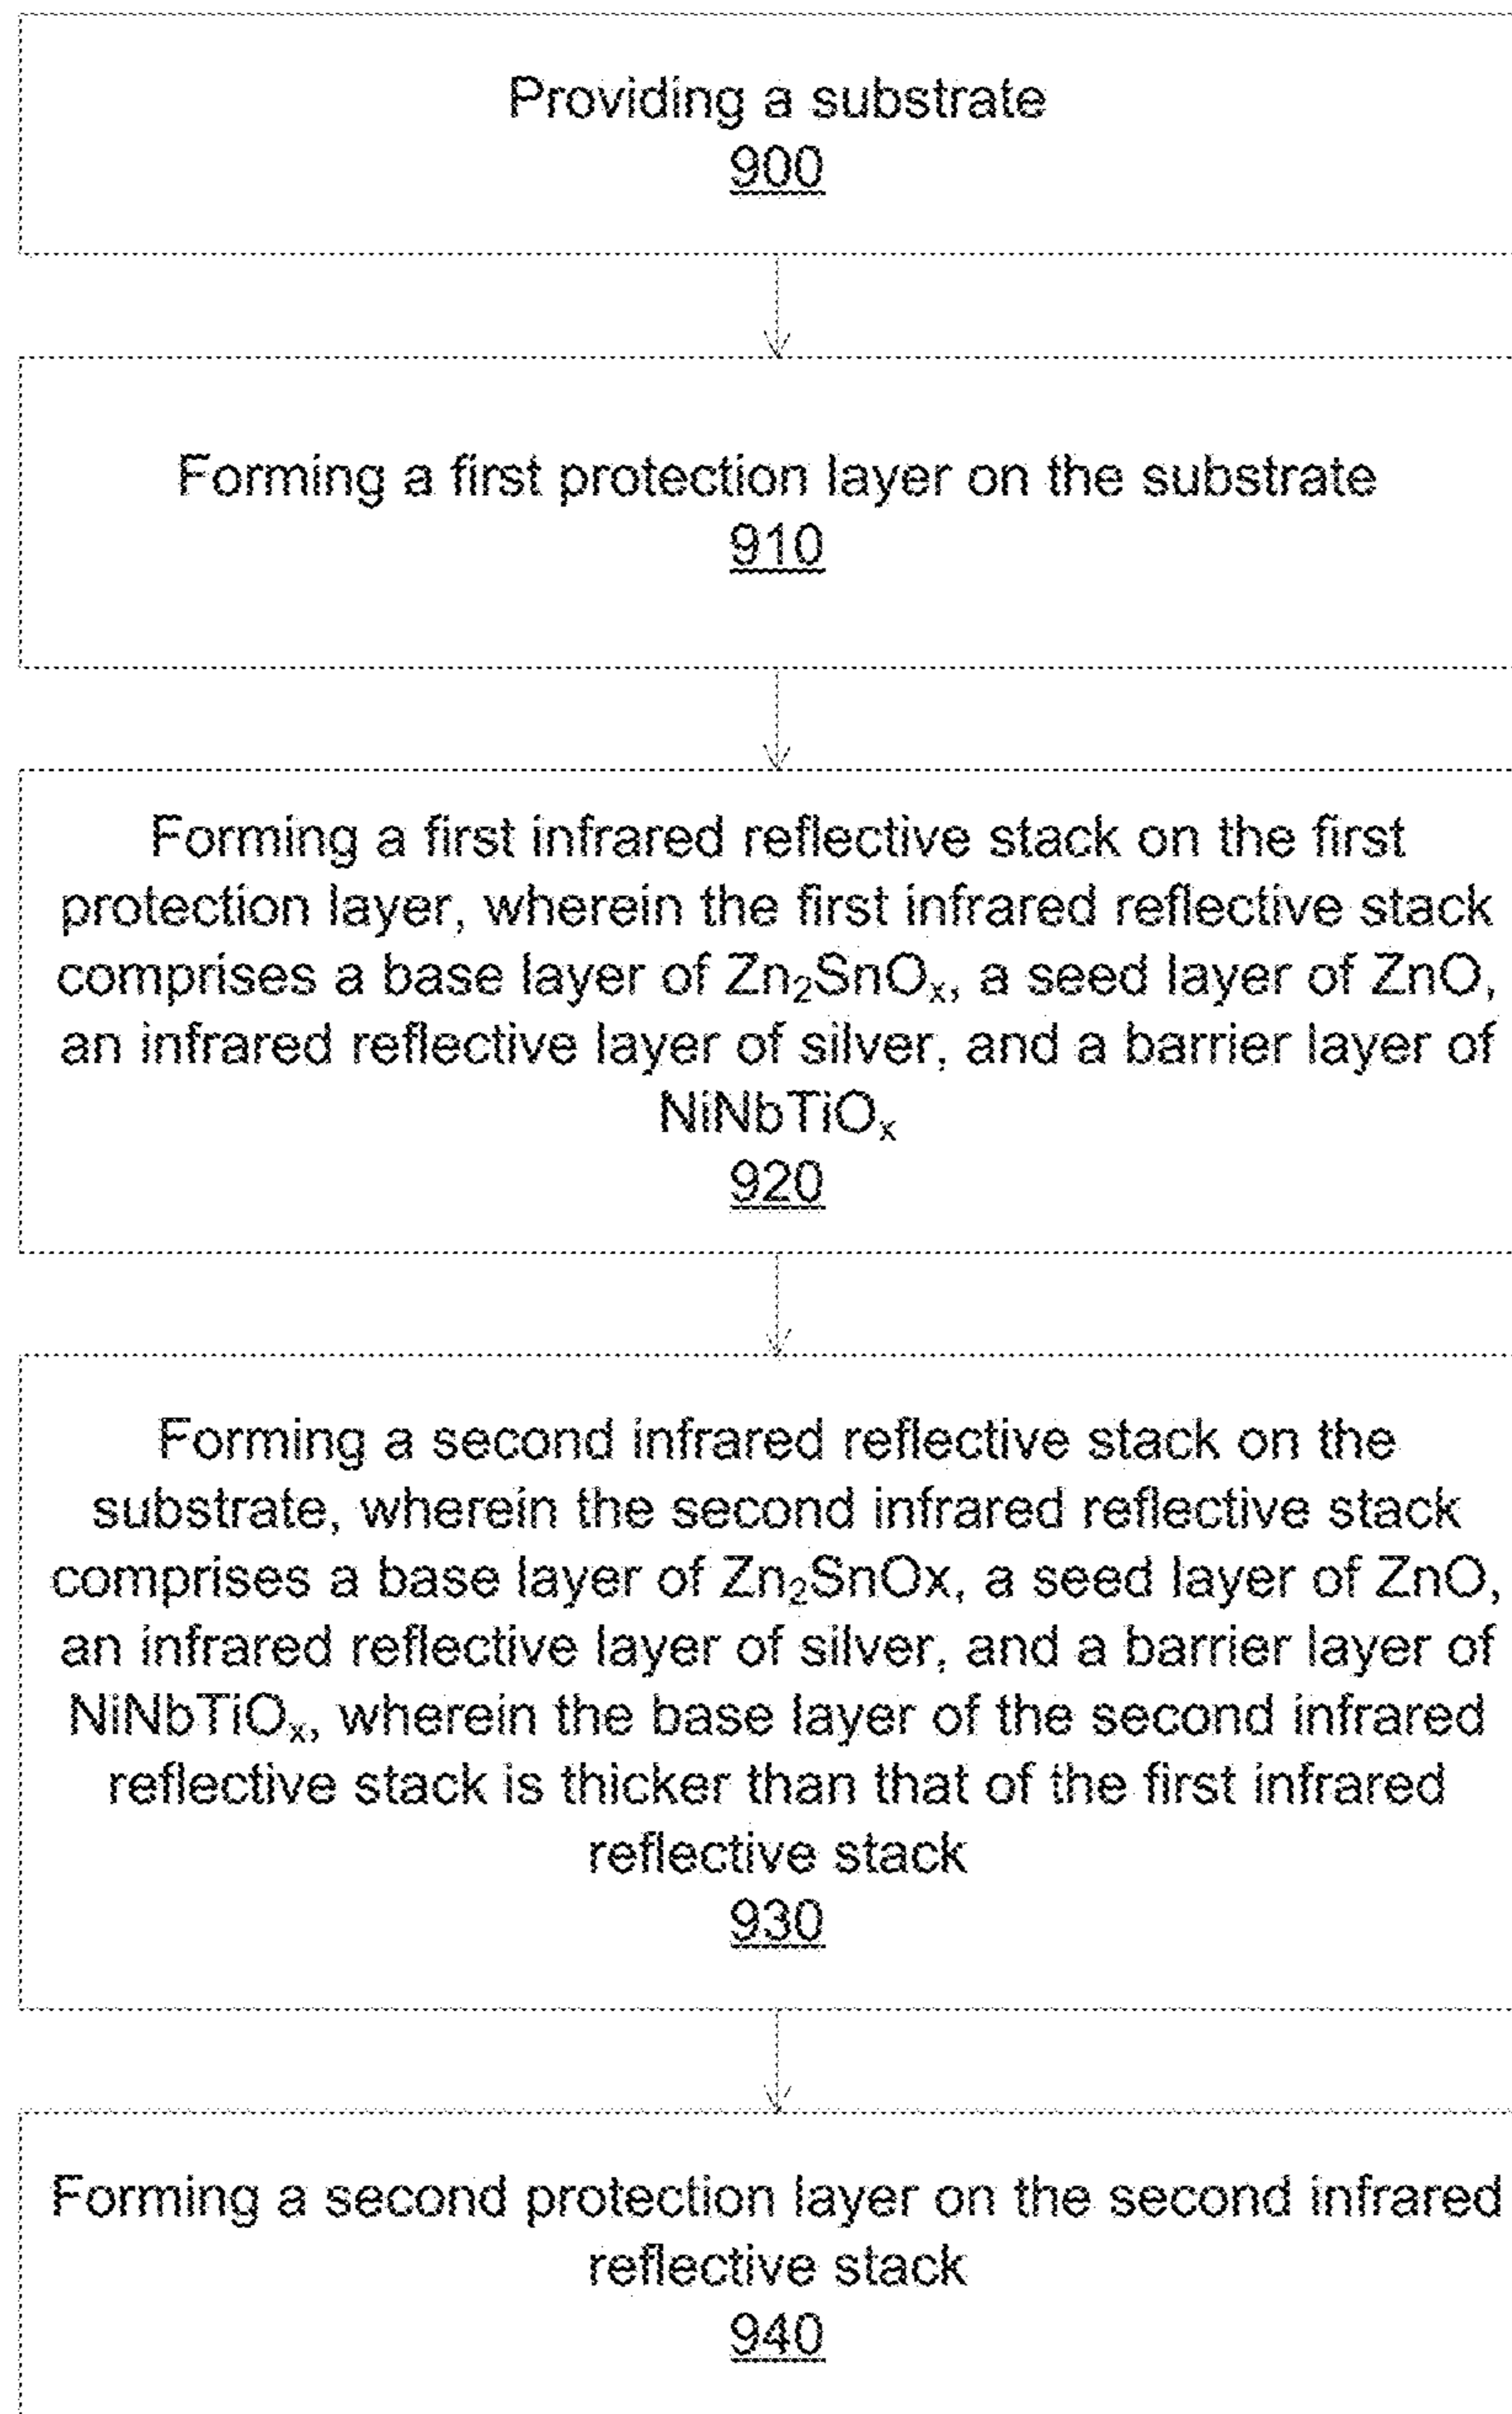 Providing a substrate
900
Forming a first protection layer on the substrate
910
Forming a first infrared reflective stack on the first
protection layer, wherein the first infrared reflective stack
comprises a base layer of Zn₂SnOₓ, a seed layer of ZnO,
an infrared reflective layer of silver, and a barrier layer of
NiNbTiOₓ
920
Forming a second infrared reflective stack on the
substrate, wherein the second infrared reflective stack
comprises a base layer of Zn₂SnOx, a seed layer of ZnO,
an infrared reflective layer of silver, and a barrier layer of
NiNbTiOₓ, wherein the base layer of the second infrared
reflective stack is thicker than that of the first infrared
reflective stack
930
Forming a second protection layer on the second infrared
reflective stack
940